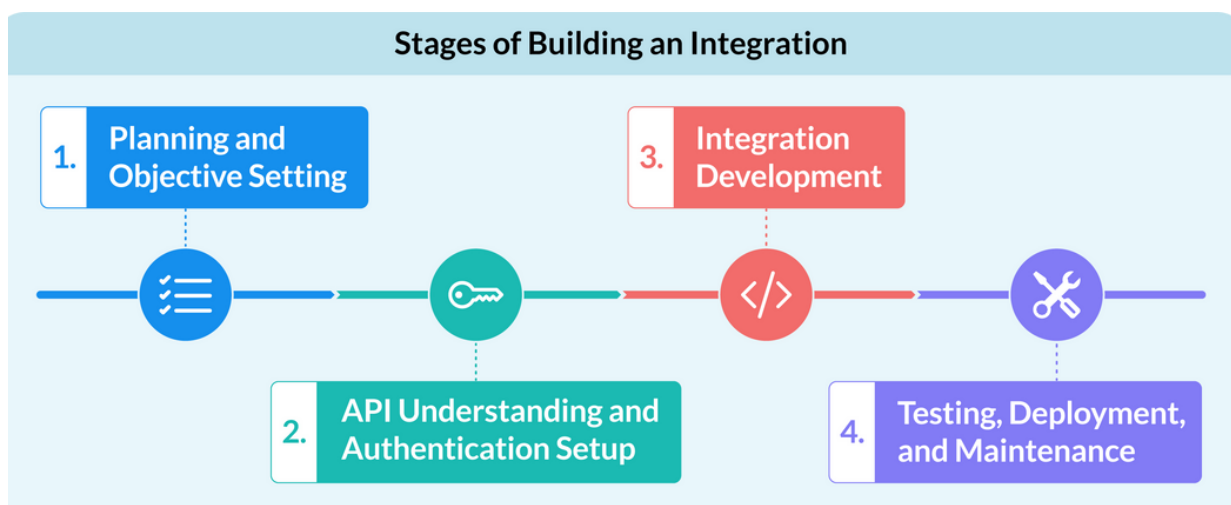 Stages of Building an Integration
1.
Planning and
Objective Setting
2.
API Understanding and
Authentication Setup
3.
Integration
Development
4.
Testing, Deployment,
and Maintenance